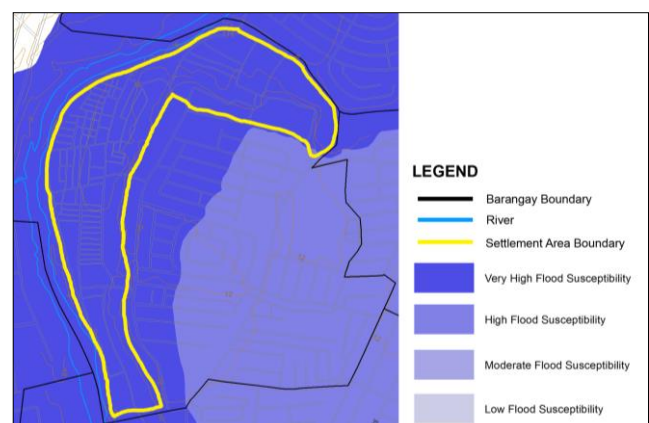 LEGEND
Barangay Boundary
River
Settlement Area Boundary
Very High Flood Susceptibility
High Flood Susceptibility
Moderate Flood Susceptibility
Low Flood Susceptibility